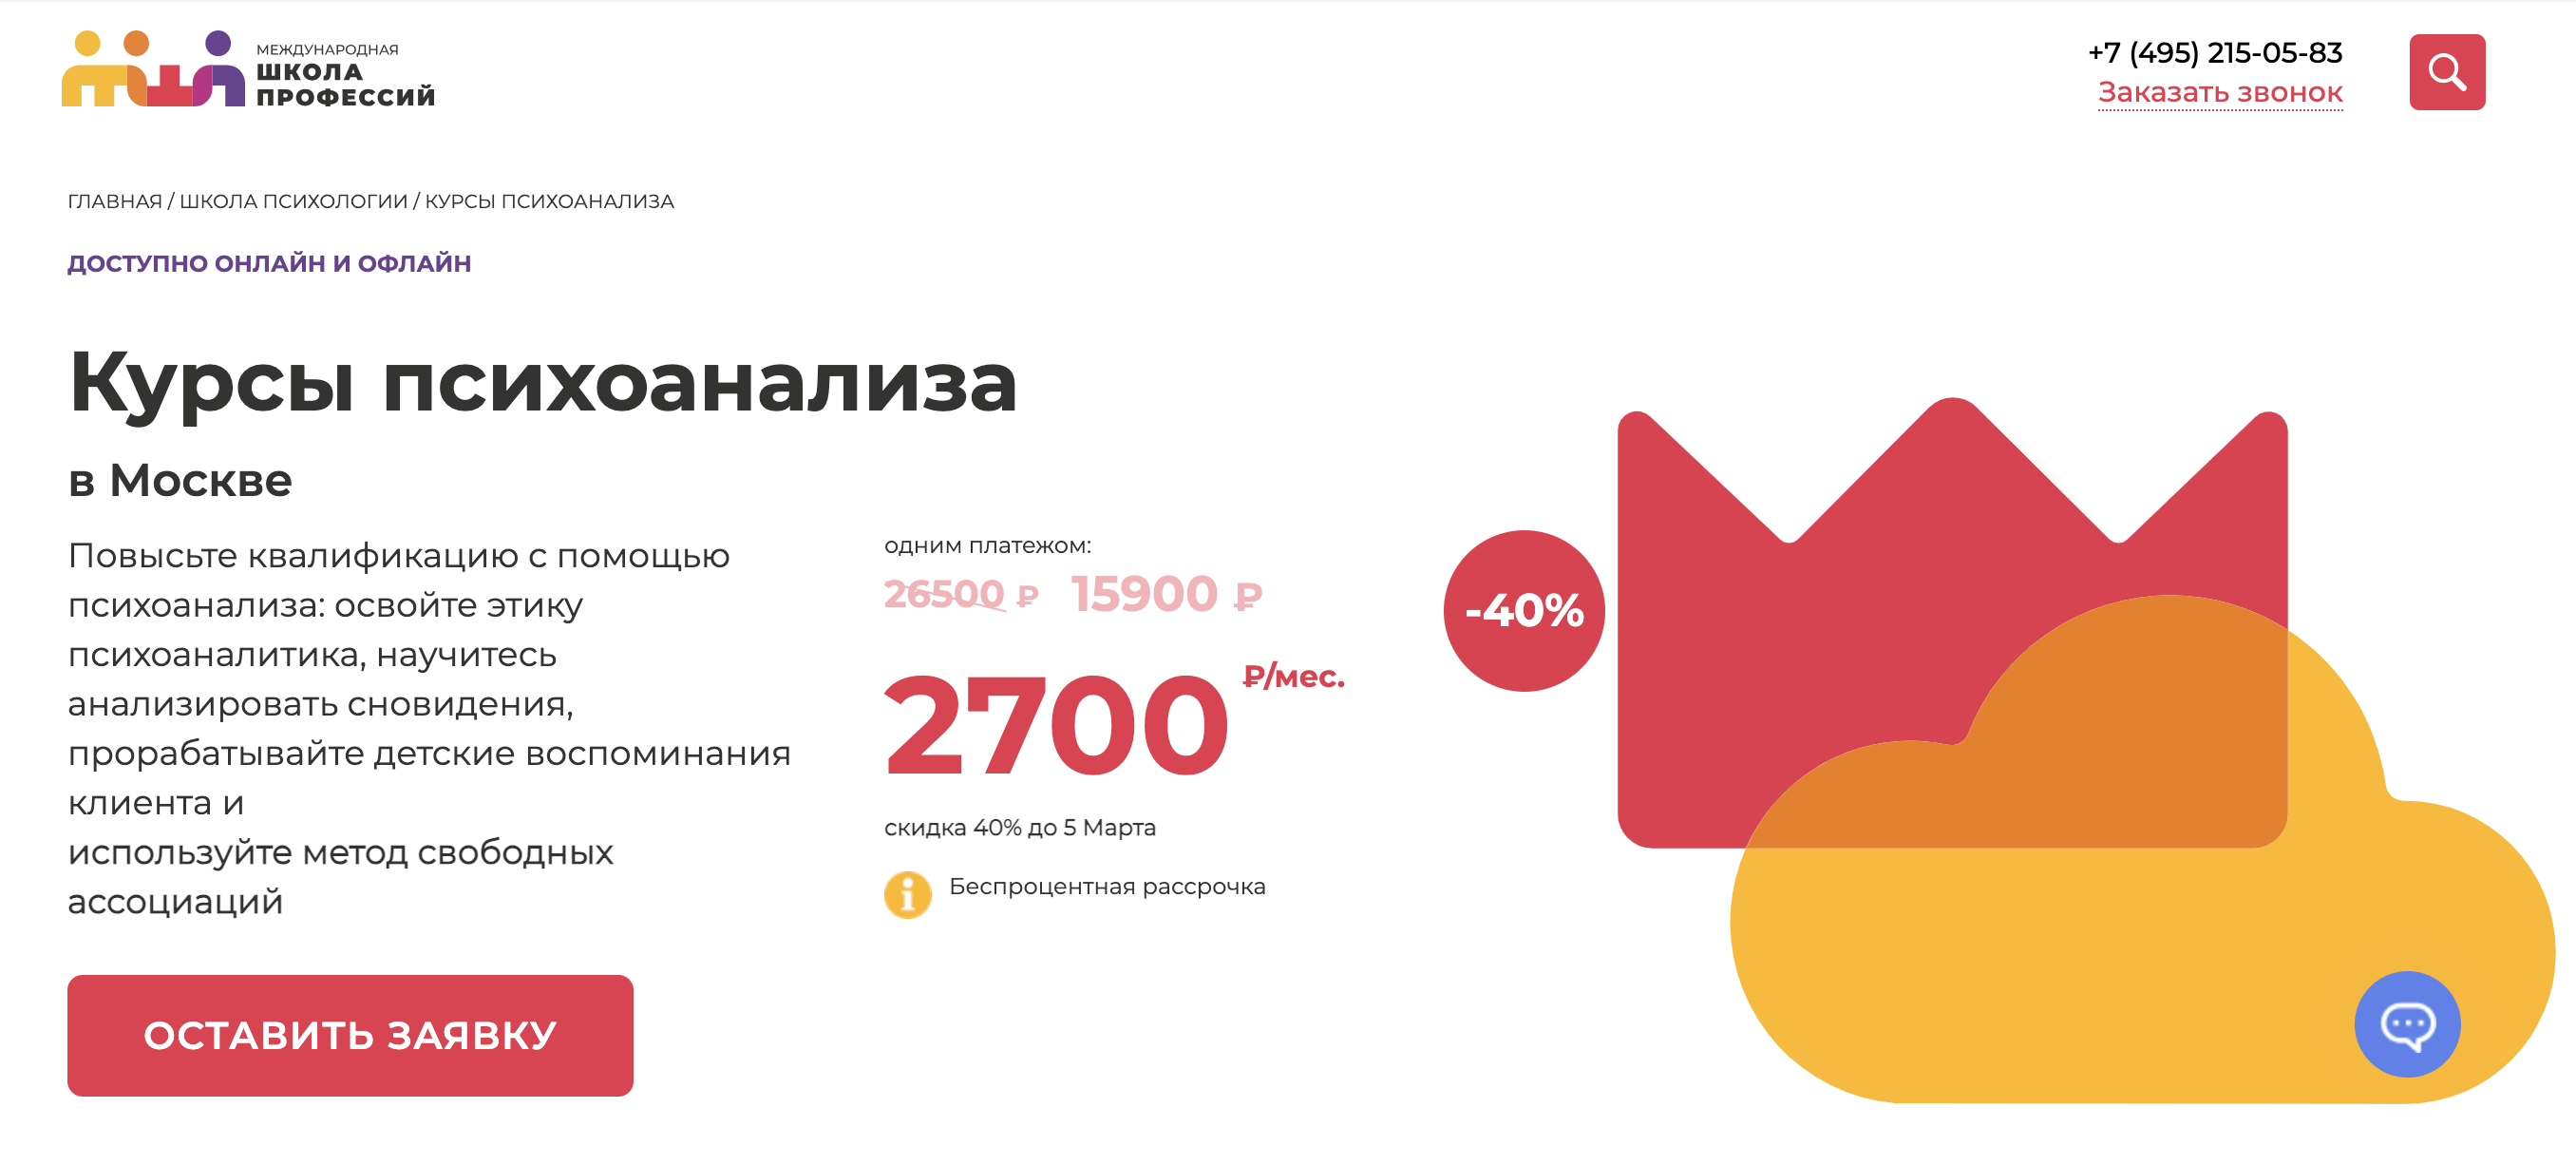 МЕЖДУНАРОДНАЯ
ШКОЛА
ПРОФЕССИЙ
+7 (495) 215-05-83
Заказать звонок
ГЛАВНАЯ / ШКОЛА ПСИХОЛОГИИ / КУРСЫ ПСИХОАНАЛИЗА
ДОСТУПНО ОНЛАЙН И ОФЛАЙН
Курсы психоанализа
в Москве
Повысьте квалификацию с помощью
психоанализа: освойте этику
психоаналитика, научитесь
анализировать сновидения,
прорабатывайте детские воспоминания
клиента и
используйте метод свободных
ассоциаций
одним платежом:
26500 ₽ 15900 ₽
2700 ₽/мес.
скидка 40% до 5 Марта
Беспроцентная рассрочка
-40%
ОСТАВИТЬ ЗАЯВКУ